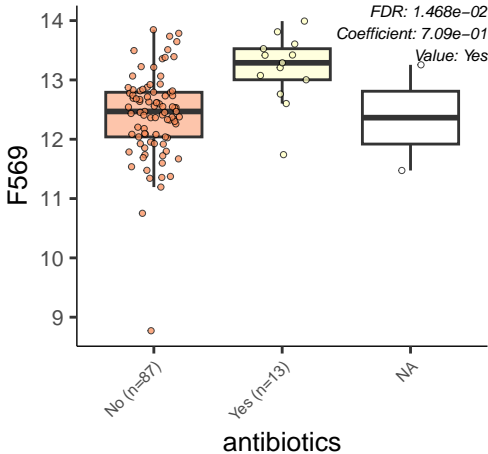 FDR: 1.468e−02
Coefficient: 7.09e−01
Value: Yes
14
13
12
11
10
9
F569
No (n=87)
Yes (n=13)
NA
antibiotics